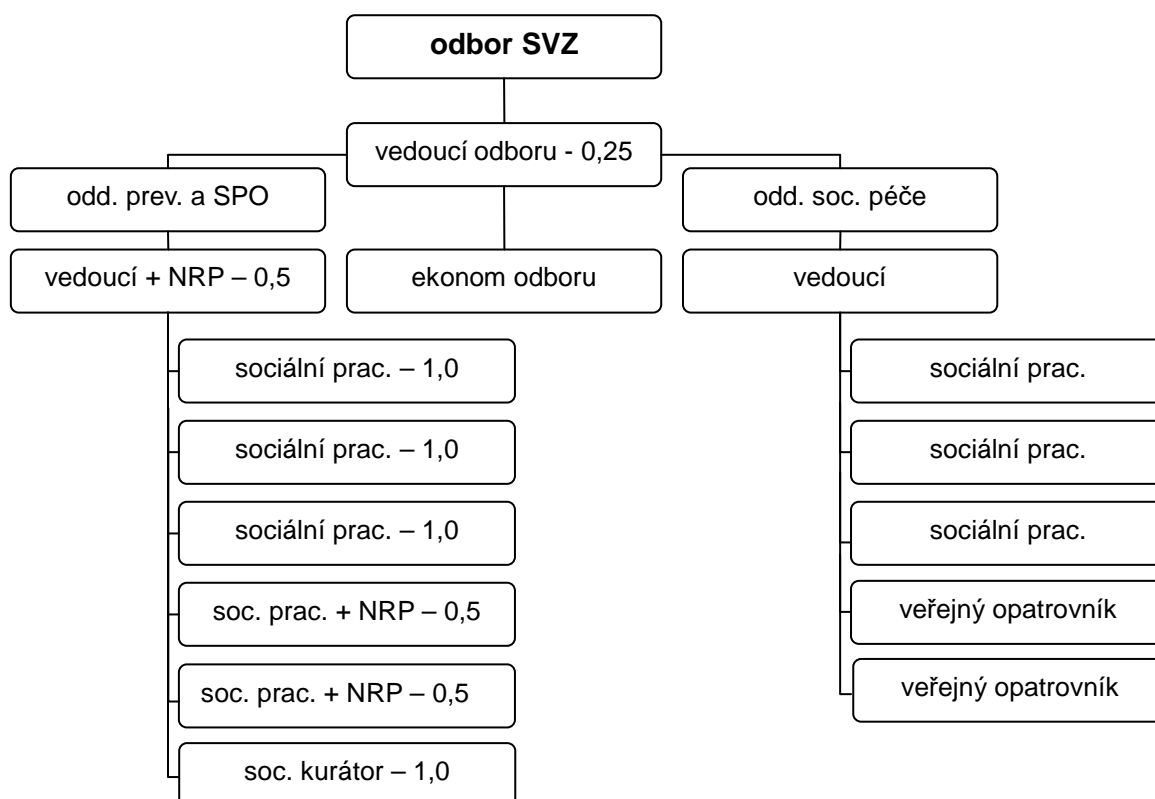 odbor SVZ
vedoucí odboru - 0,25
odd. prev. a SPO
odd. soc. péče
vedoucí + NRP – 0,5
ekonom odboru
vedoucí
sociální prac. – 1,0
sociální prac.
sociální prac. – 1,0
sociální prac.
sociální prac. – 1,0
sociální prac.
soc. prac. + NRP – 0,5
veřejný opatrovník
soc. prac. + NRP – 0,5
veřejný opatrovník
soc. kurátor – 1,0